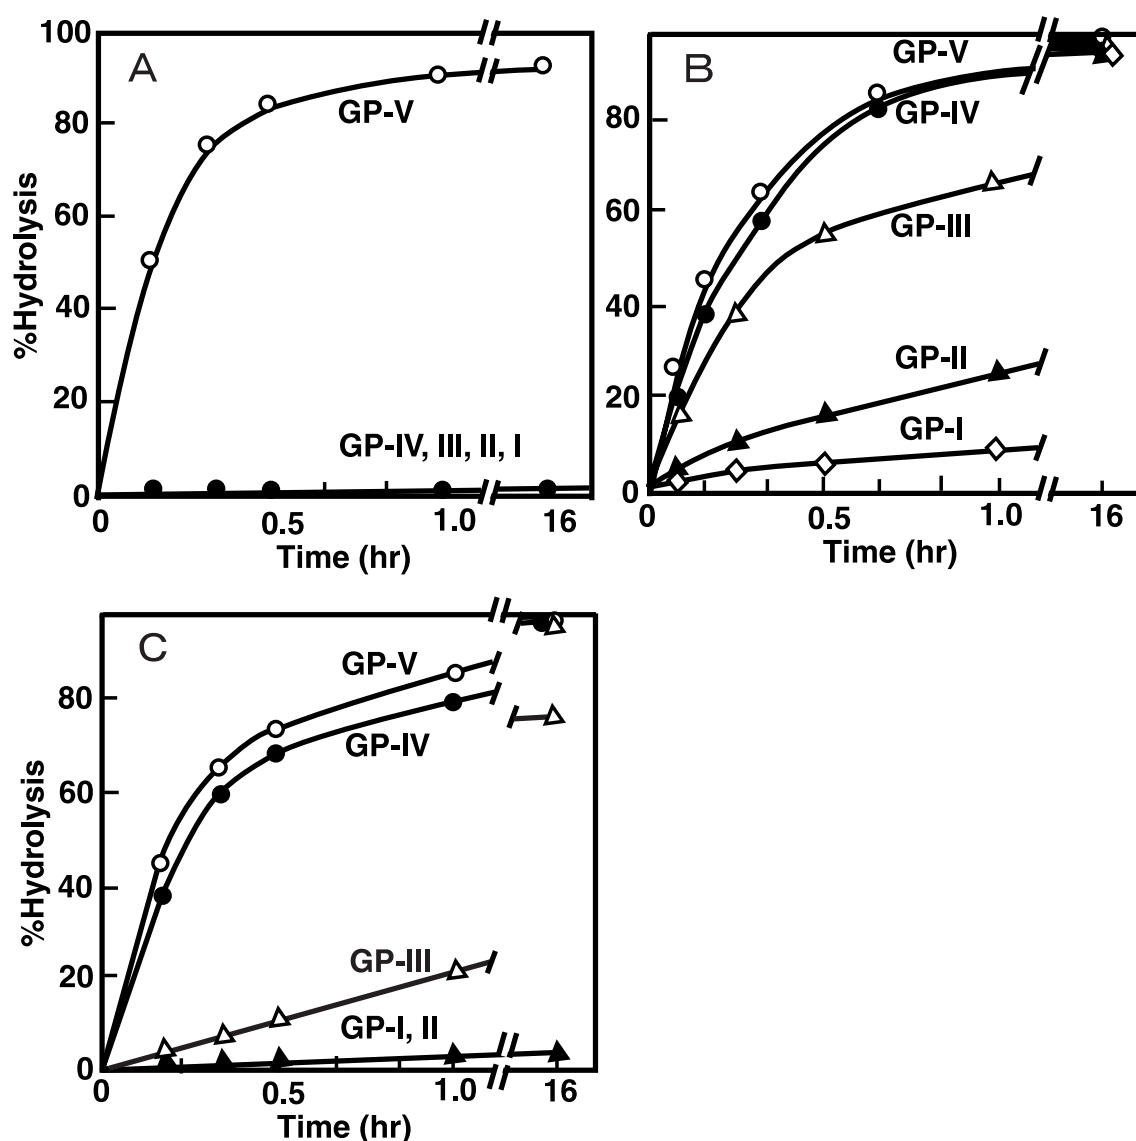 A
100
80
60
40
20
0
%Hydrolysis
GP-V
GP-IV, III, II, I
0
0.5
1.0
16
Time (hr)
B
80
60
40
20
0
GP-V
GP-IV
GP-III
GP-II
GP-I
0
0.5
1.0
16
Time (hr)
C
80
60
40
20
0
%Hydrolysis
GP-V
GP-IV
GP-III
GP-I, II
0
0.5
1.0
16
Time (hr)